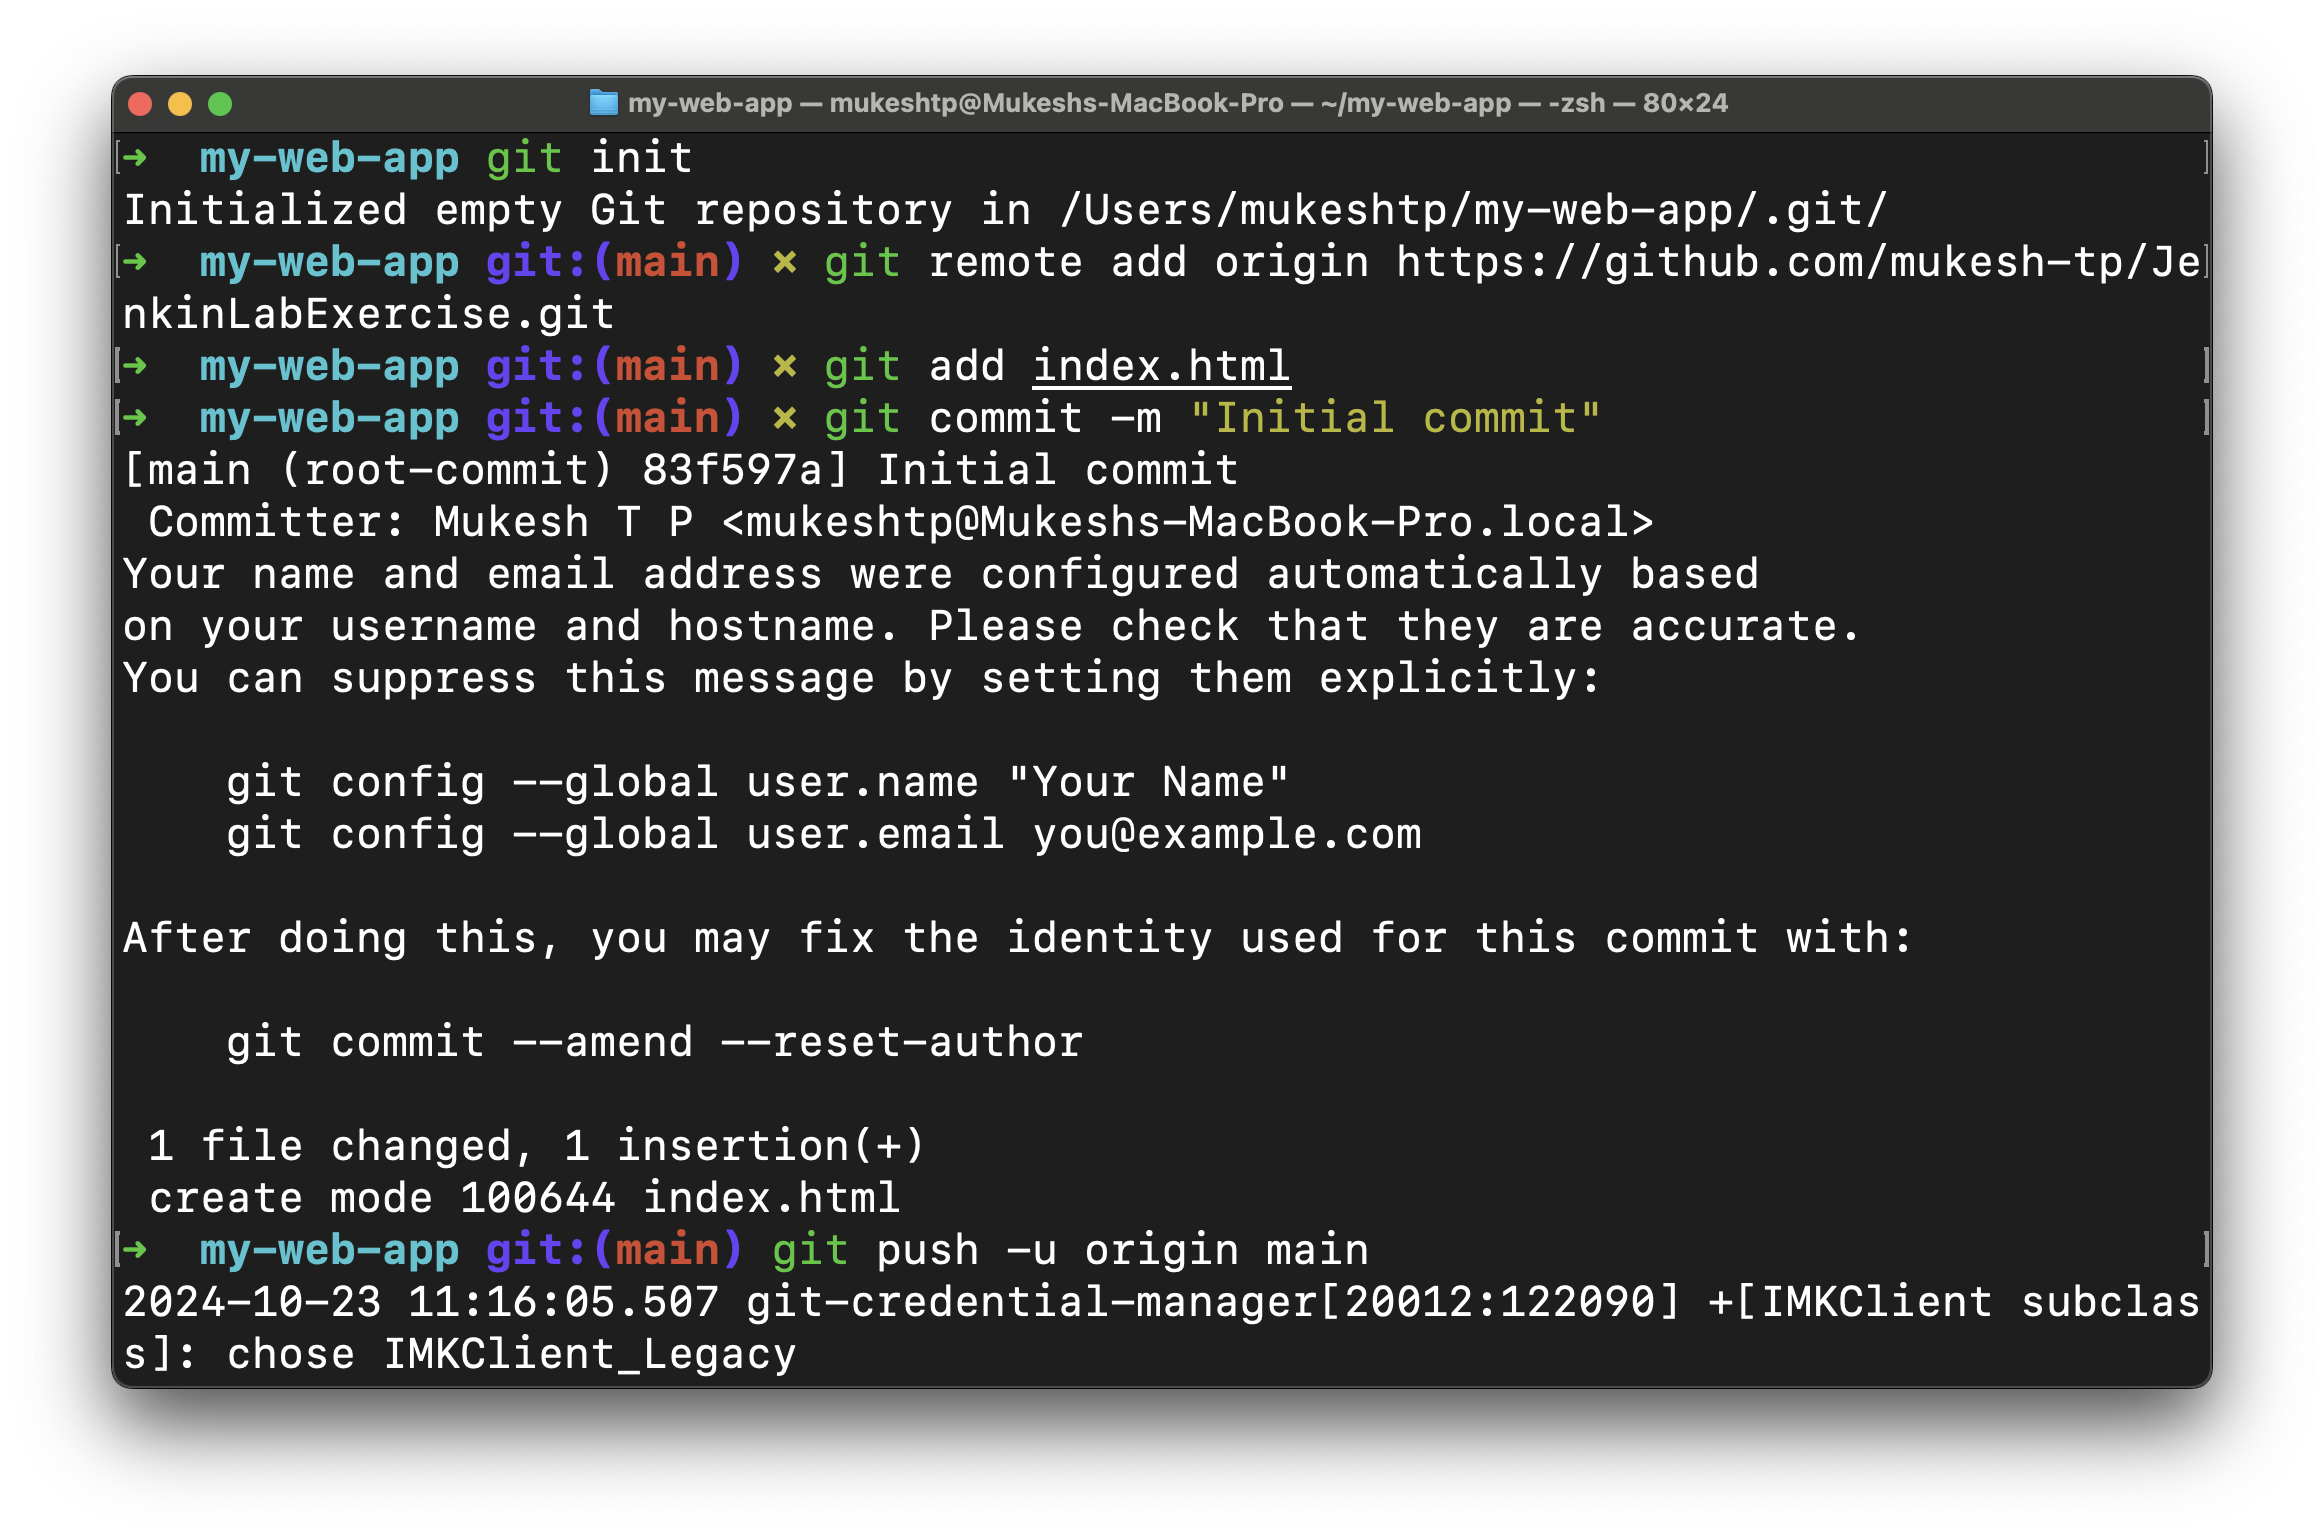 my-web-app — mukeshtp@Mukeshs-MacBook-Pro — ~/my-web-app — -zsh — 80×24
[➜  my-web-app git init ]
Initialized empty Git repository in /Users/mukeshtp/my-web-app/.git/
[➜  my-web-app git:(main) ✗ git remote add origin https://github.com/mukesh-tp/Je]
nkinLabExercise.git
[➜  my-web-app git:(main) ✗ git add index.html ]
[➜  my-web-app git:(main) ✗ git commit -m "Initial commit" ]
[main (root-commit) 83f597a] Initial commit
 Committer: Mukesh T P <mukeshtp@Mukeshs-MacBook-Pro.local>
Your name and email address were configured automatically based
on your username and hostname. Please check that they are accurate.
You can suppress this message by setting them explicitly:
    git config --global user.name "Your Name"
    git config --global user.email you@example.com
After doing this, you may fix the identity used for this commit with:
    git commit --amend --reset-author
 1 file changed, 1 insertion(+)
 create mode 100644 index.html
[➜  my-web-app git:(main) git push -u origin main ]
2024-10-23 11:16:05.507 git-credential-manager[20012:122090] +[IMKClient subclas
s]: chose IMKClient_Legacy